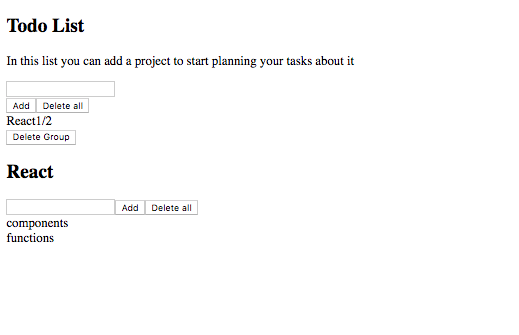 Todo List
In this list you can add a project to start planning your tasks about it
Add Delete all
React1/2
Delete Group
React
Add Delete all
components
functions